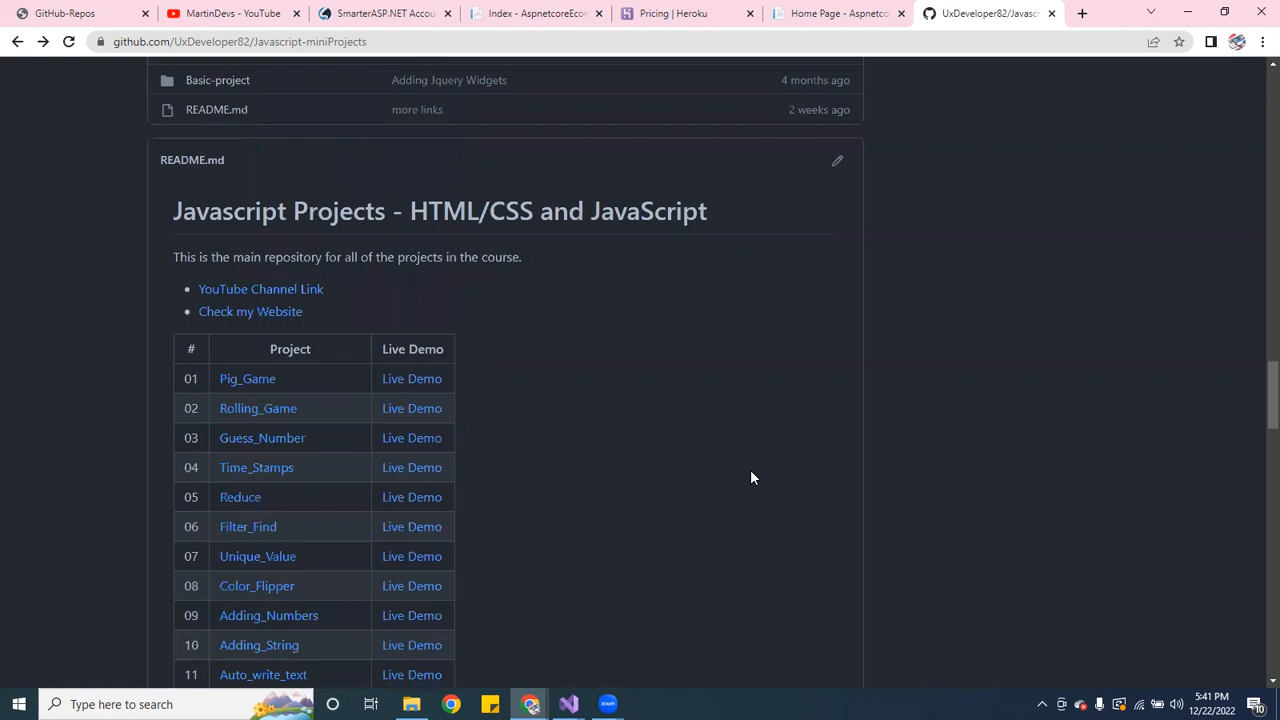 GitHub-Repos
MartinDevs - YouTube
SmarterASP.NET Accou
Index - AspnetcoreEcon
Pricing | Heroku
Home Page - Aspnetcor
UxDeveloper82/Javasc
github.com/UxDeveloper82/Javascript-miniProjects
Basic-project Adding Jquery Widgets 4 months ago
README.md more links 2 weeks ago
README.md
Javascript Projects - HTML/CSS and JavaScript
This is the main repository for all of the projects in the course.
YouTube Channel Link
Check my Website
# Project Live Demo
01 Pig_Game Live Demo
02 Rolling_Game Live Demo
03 Guess_Number Live Demo
04 Time_Stamps Live Demo
05 Reduce Live Demo
06 Filter_Find Live Demo
07 Unique_Value Live Demo
08 Color_Flipper Live Demo
09 Adding_Numbers Live Demo
10 Adding_String Live Demo
11 Auto_write_text Live Demo
Type here to search
zoom
5:41 PM
12/22/2022
10